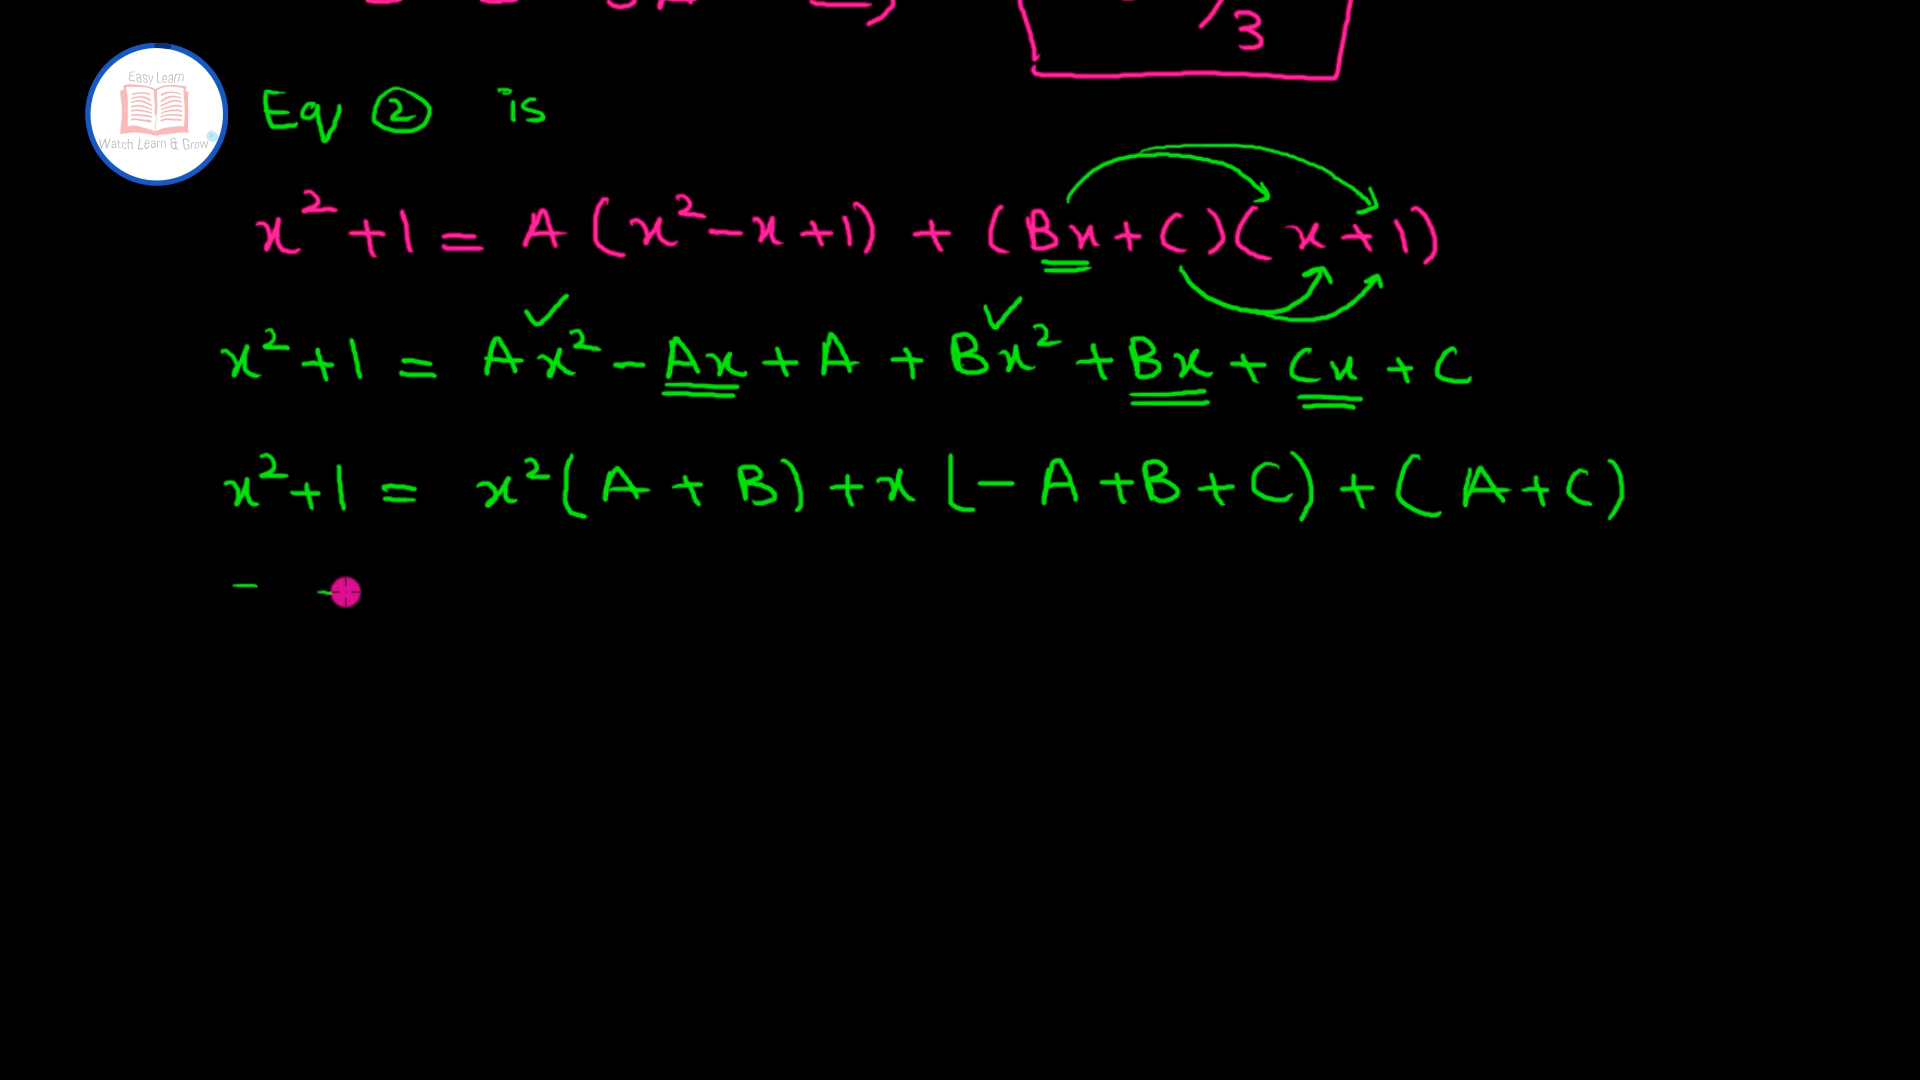 3
Easy Learn
Watch Learn & Grow
Eq ② is
x² + 1 = A (x² - x + 1) + (Bx + C)(x + 1)
x² + 1 = Ax² - Ax + A + Bx² + Bx + Cx + C
x² + 1 = x² (A + B) + x (-A + B + C) + (A + C)